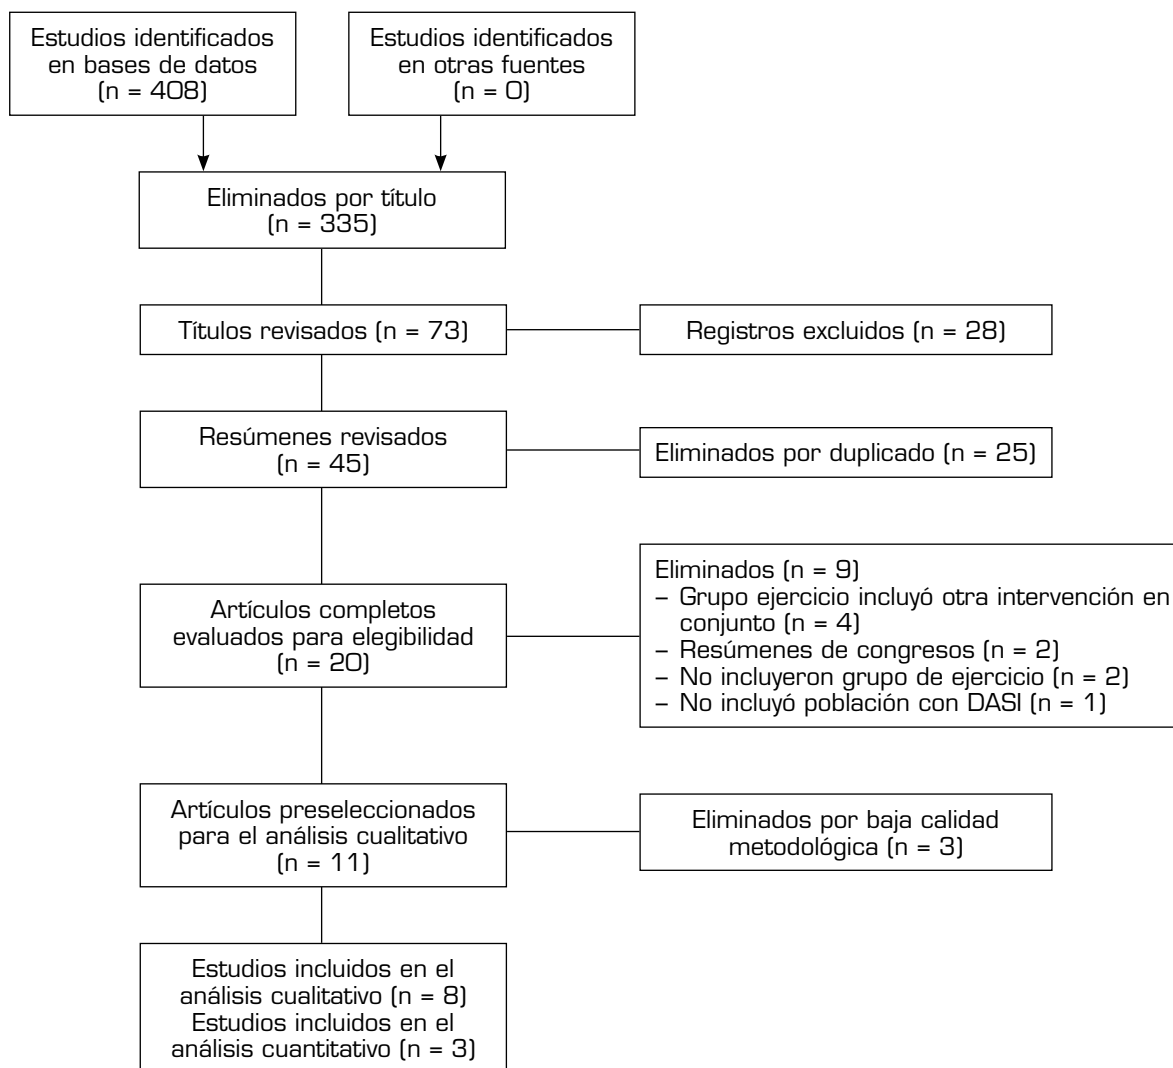 Estudios identificados
en bases de datos
(n = 408)
Estudios identificados
en otras fuentes
(n = 0)
Eliminados por título
(n = 335)
Títulos revisados (n = 73)
Registros excluidos (n = 28)
Resúmenes revisados
(n = 45)
Eliminados por duplicado (n = 25)
Artículos completos
evaluados para elegibilidad
(n = 20)
Eliminados (n = 9)
– Grupo ejercicio incluyó otra intervención en
conjunto (n = 4)
– Resúmenes de congresos (n = 2)
– No incluyeron grupo de ejercicio (n = 2)
– No incluyó población con DASI (n = 1)
Artículos preseleccionados
para el análisis cualitativo
(n = 11)
Eliminados por baja calidad
metodológica (n = 3)
Estudios incluidos en el
análisis cualitativo (n = 8)
Estudios incluidos en el
análisis cuantitativo (n = 3)